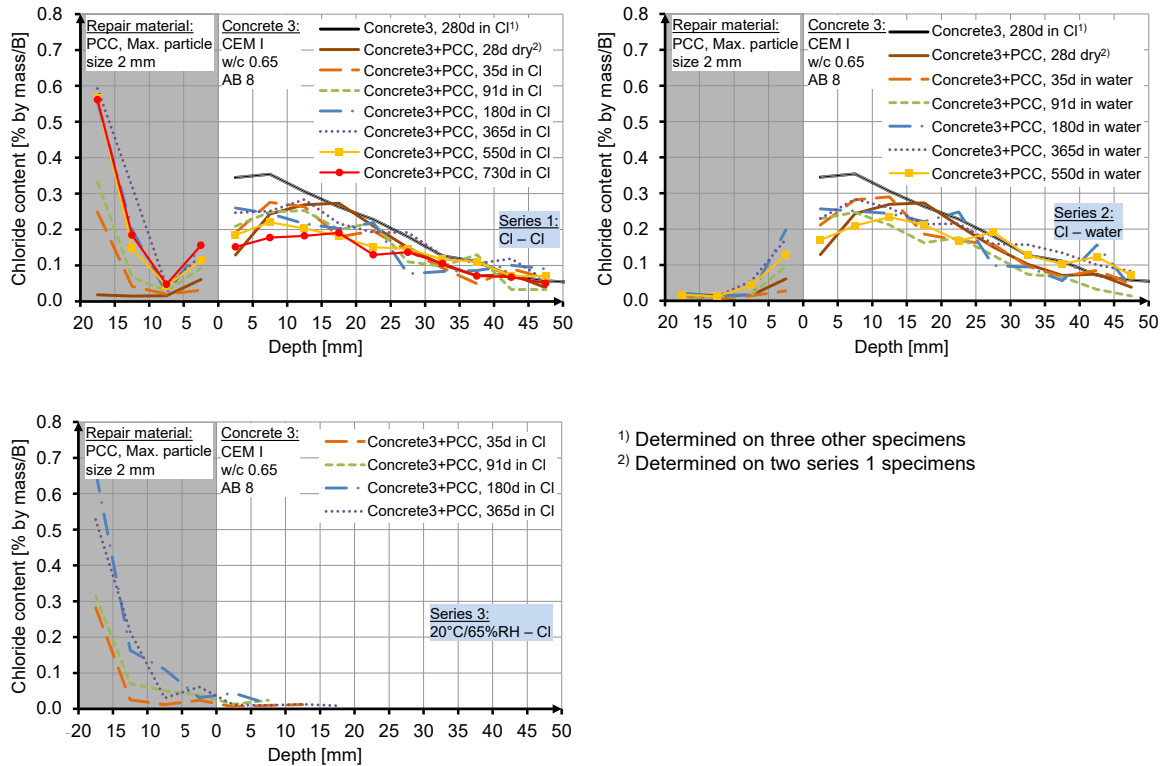 Chloride content [% by mass/B]
0.8
0.7
0.6
0.5
0.4
0.3
0.2
0.1
0.0
Repair material:
PCC, Max. particle
size 2 mm
Concrete 3:
CEM I
w/c 0.65
AB 8
Concrete3, 280d in Cl¹⁾
Concrete3+PCC, 28d dry²⁾
Concrete3+PCC, 35d in Cl
Concrete3+PCC, 91d in Cl
Concrete3+PCC, 180d in Cl
Concrete3+PCC, 365d in Cl
Concrete3+PCC, 550d in Cl
Concrete3+PCC, 730d in Cl
Series 1:
Cl – Cl
20 15 10 5 0 5 10 15 20 25 30 35 40 45 50
Depth [mm]
Chloride content [% by mass/B]
0.8
0.7
0.6
0.5
0.4
0.3
0.2
0.1
0.0
Repair material:
PCC, Max. particle
size 2 mm
Concrete 3:
CEM I
w/c 0.65
AB 8
Concrete3, 280d in Cl¹⁾
Concrete3+PCC, 28d dry²⁾
Concrete3+PCC, 35d in water
Concrete3+PCC, 91d in water
Concrete3+PCC, 180d in water
Concrete3+PCC, 365d in water
Concrete3+PCC, 550d in water
Series 2:
Cl – water
20 15 10 5 0 5 10 15 20 25 30 35 40 45 50
Depth [mm]
Chloride content [% by mass/B]
0.8
0.7
0.6
0.5
0.4
0.3
0.2
0.1
0.0
Repair material:
PCC, Max. particle
size 2 mm
Concrete 3:
CEM I
w/c 0.65
AB 8
Concrete3+PCC, 35d in Cl
Concrete3+PCC, 91d in Cl
Concrete3+PCC, 180d in Cl
Concrete3+PCC, 365d in Cl
Series 3:
20°C/65%RH – Cl
-20 15 10 5 0 5 10 15 20 25 30 35 40 45 50
Depth [mm]
¹⁾ Determined on three other specimens
²⁾ Determined on two series 1 specimens